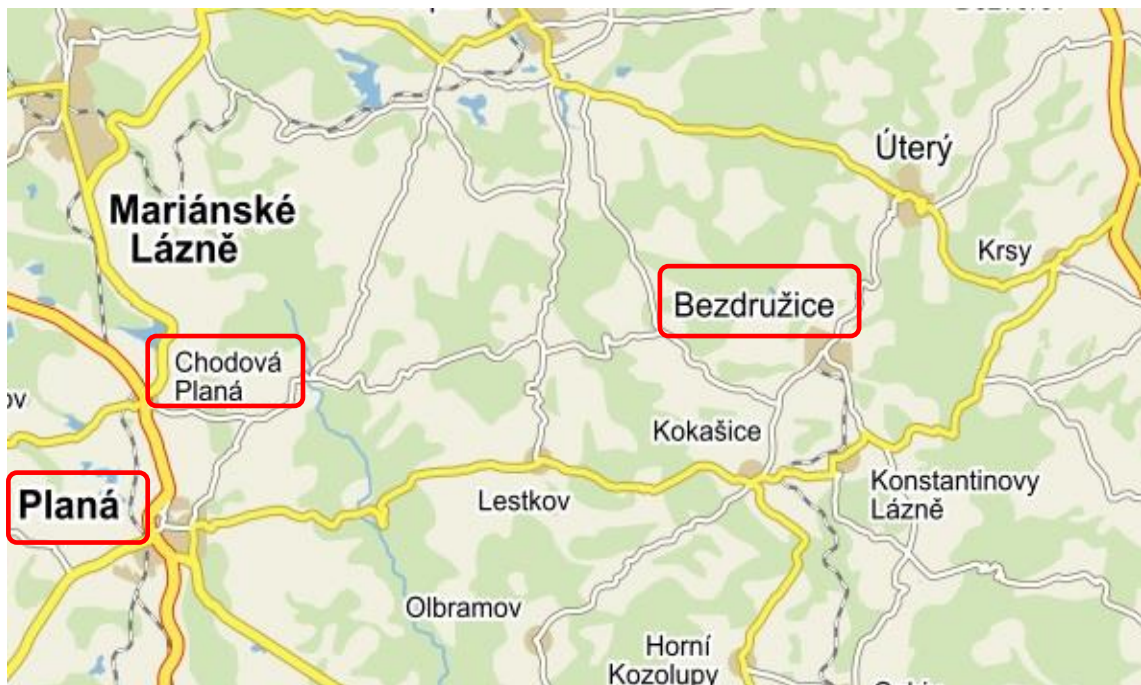 Úterý
Mariánské
Lázně
Krsy
Bezdružice
Chodová
Planá
Kokašice
Planá
Lestkov
Konstantinovy
Lázně
Olbramov
Horní
Kozolupy